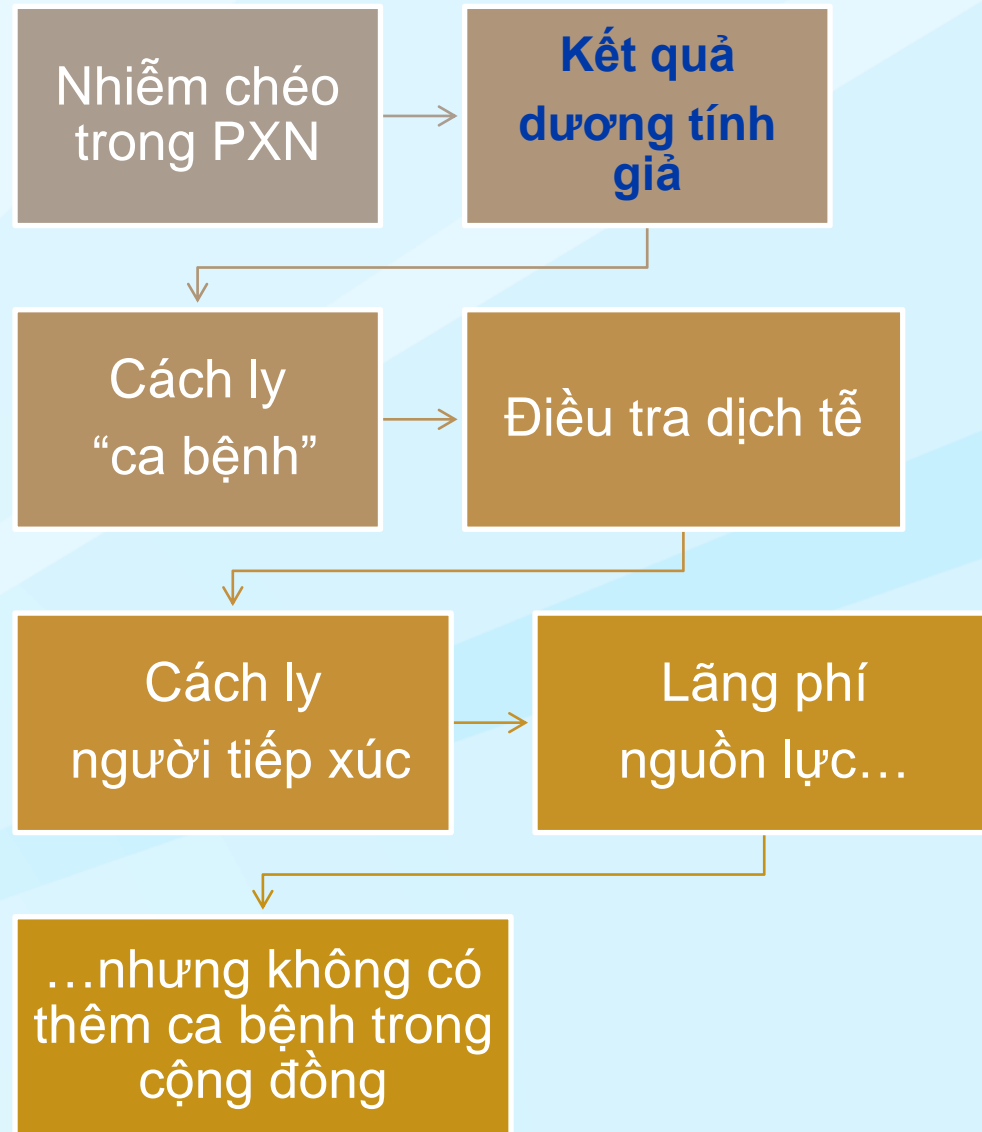 Nhiễm chéo
trong PXN
Kết quả
dương tính
giả
Cách ly
“ca bệnh”
Điều tra dịch tễ
Cách ly
người tiếp xúc
Lãng phí
nguồn lực…
…nhưng không có
thêm ca bệnh trong
cộng đồng